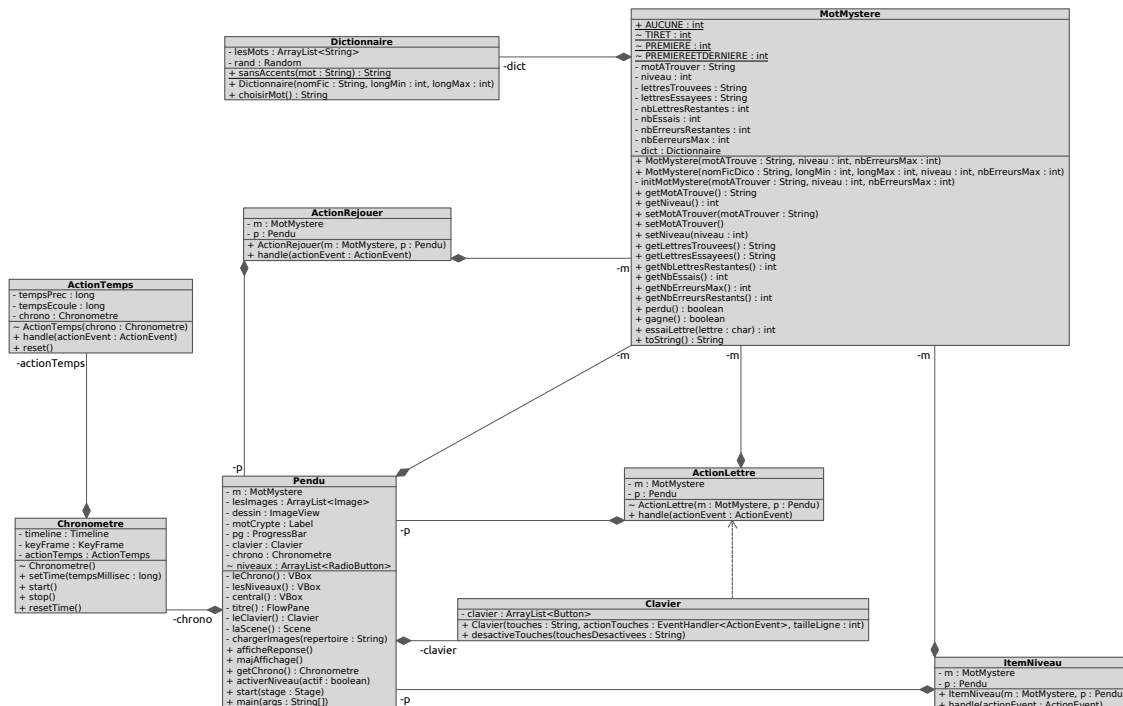 MotMystere
+ AUCUNE : int
~ TIRET : int
~ PREMIERE : int
~ PREMIEREETDERNIERE : int
- motATrouver : String
- niveau : int
- lettresTrouvees : String
- lettresEssayees : String
- nbLettresRestantes : int
- nbEssais : int
- nbErreursRestantes : int
- nbEerreursMax : int
- dict : Dictionnaire
+ MotMystere(motATrouve : String, niveau : int, nbErreursMax : int)
+ MotMystere(nomFicDico : String, longMin : int, longMax : int, niveau : int, nbErreursMax : int)
- initMotMystere(motATrouver : String, niveau : int, nbErreursMax : int)
+ getMotATrouve() : String
+ getNiveau() : int
+ setMotATrouver(motATrouver : String)
+ setMotATrouver()
+ setNiveau(niveau : int)
+ getLettresTrouvees() : String
+ getLettresEssayees() : String
+ getNbLettresRestantes() : int
+ getNbEssais() : int
+ getNbErreursMax() : int
+ getNbErreursRestants() : int
+ perdu() : boolean
+ gagne() : boolean
+ essaiLettre(lettre : char) : int
+ toString() : String
Dictionnaire
- lesMots : ArrayList<String>
- rand : Random
+ sansAccents(mot : String) : String
+ Dictionnaire(nomFic : String, longMin : int, longMax : int)
+ choisirMot() : String
-dict
ActionRejouer
- m : MotMystere
- p : Pendu
+ ActionRejouer(m : MotMystere, p : Pendu)
+ handle(actionEvent : ActionEvent)
-m
ActionTemps
- tempsPrec : long
- tempsEcoule : long
- chrono : Chronometre
~ ActionTemps(chrono : Chronometre)
+ handle(actionEvent : ActionEvent)
+ reset()
-actionTemps
-m
-m
-m
-p
Pendu
- m : MotMystere
- lesImages : ArrayList<Image>
- dessin : ImageView
- motCrypte : Label
- pg : ProgressBar
- clavier : Clavier
- chrono : Chronometre
~ niveaux : ArrayList<RadioButton>
- leChrono() : VBox
- lesNiveaux() : VBox
- central() : VBox
- titre() : FlowPane
- leClavier() : Clavier
- laScene() : Scene
- chargerImages(repertoire : String)
+ afficheReponse()
+ majAffichage()
+ getChrono() : Chronometre
+ activerNiveau(actif : boolean)
+ start(stage : Stage)
+ main(args : String[])
ActionLettre
- m : MotMystere
- p : Pendu
~ ActionLettre(m : MotMystere, p : Pendu)
+ handle(actionEvent : ActionEvent)
-p
Chronometre
- timeline : Timeline
- keyFrame : KeyFrame
- actionTemps : ActionTemps
~ Chronometre()
+ setTime(tempsMillisec : long)
+ start()
+ stop()
+ resetTime()
-chrono
Clavier
- clavier : ArrayList<Button>
+ Clavier(touches : String, actionTouches : EventHandler<ActionEvent>, tailleLigne : int)
+ desactiveTouches(touchesDesactivees : String)
-clavier
ItemNiveau
- m : MotMystere
- p : Pendu
+ ItemNiveau(m : MotMystere, p : Pendu)
+ handle(actionEvent : ActionEvent)
-p